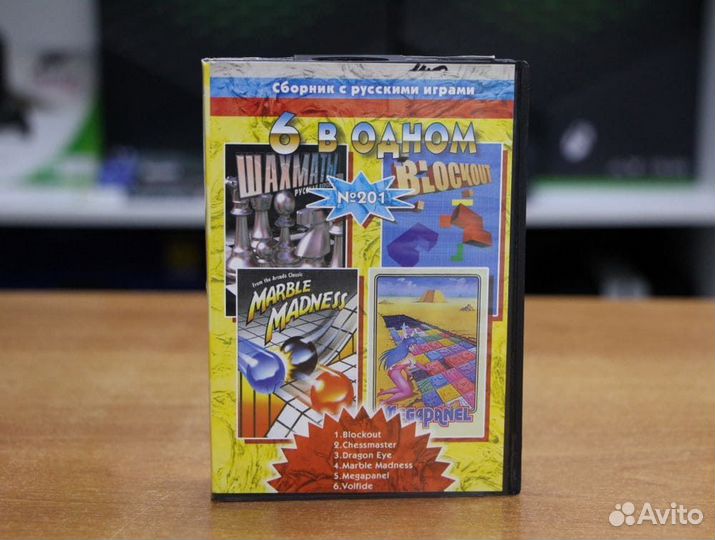 Сборник с русскими играми
6 В ОДНОМ
ШАХМАТЫ
BLOCKOUT
№201
From the Arcade Classic
MARBLE
MADNESS
MEGAPANEL
1.Blockout
2.Chessmaster
3.Dragon Eye
4.Marble Madness
5.Megapanel
6.Volfide
Avito